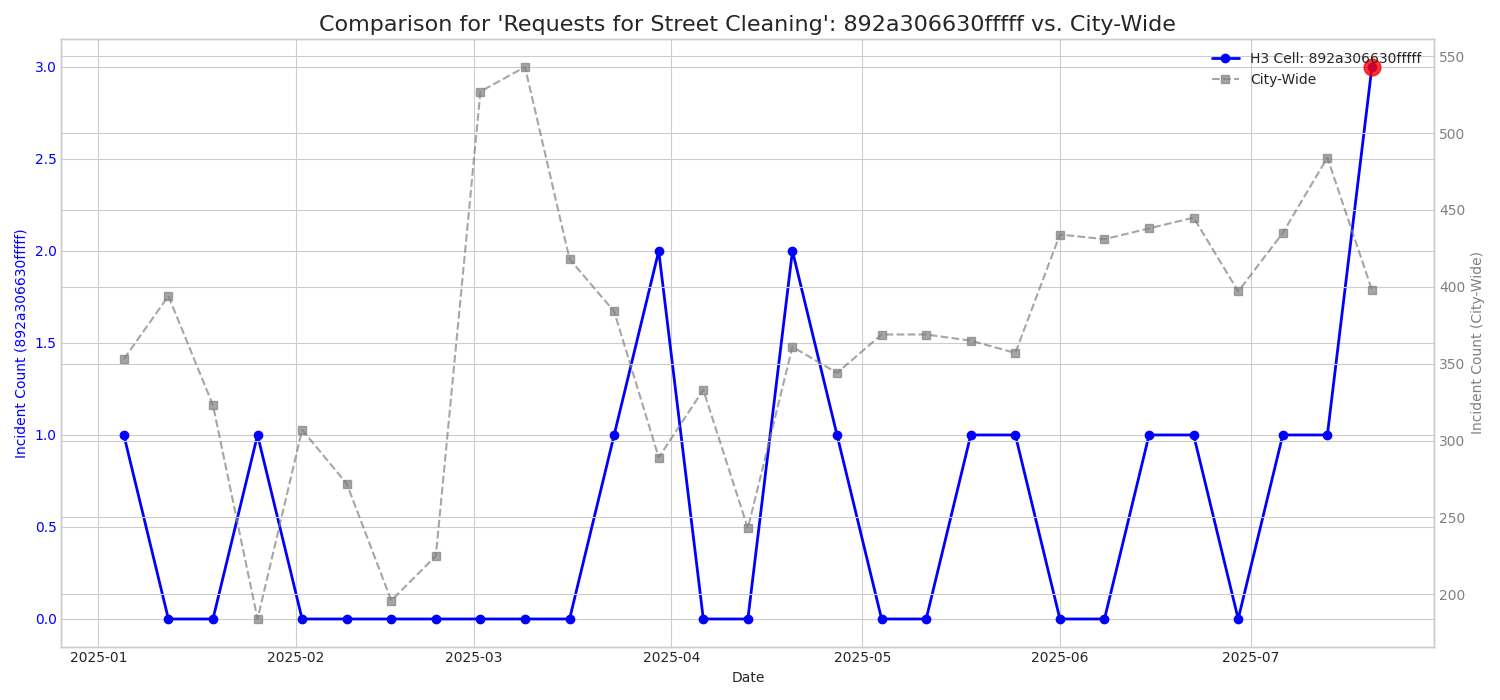 Comparison for 'Requests for Street Cleaning': 892a306630fffff vs. City-Wide
H3 Cell: 892a306630fffff
City-Wide
Incident Count (892a306630fffff)
3.0
2.5
2.0
1.5
1.0
0.5
0.0
550
500
450
400
350
300
250
200
Incident Count (City-Wide)
2025-01 2025-02 2025-03 2025-04 2025-05 2025-06 2025-07
Date